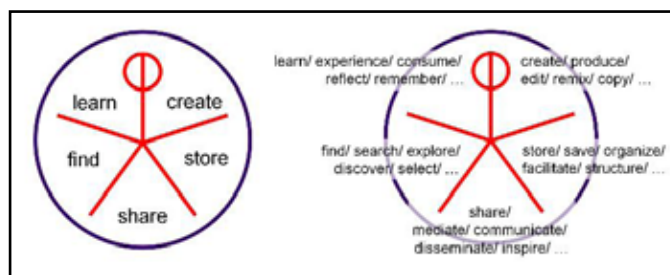 learn
create
find
store
share
learn/ experience/ consume/
reflect/ remember/ ...
create/ produce/
edit/ remix/ copy/ ...
find/ search/ explore/
discover/ select/ ...
store/ save/ organize/
facilitate/ structure/ ...
share/
mediate/ communicate/
disseminate/ inspire/ ...